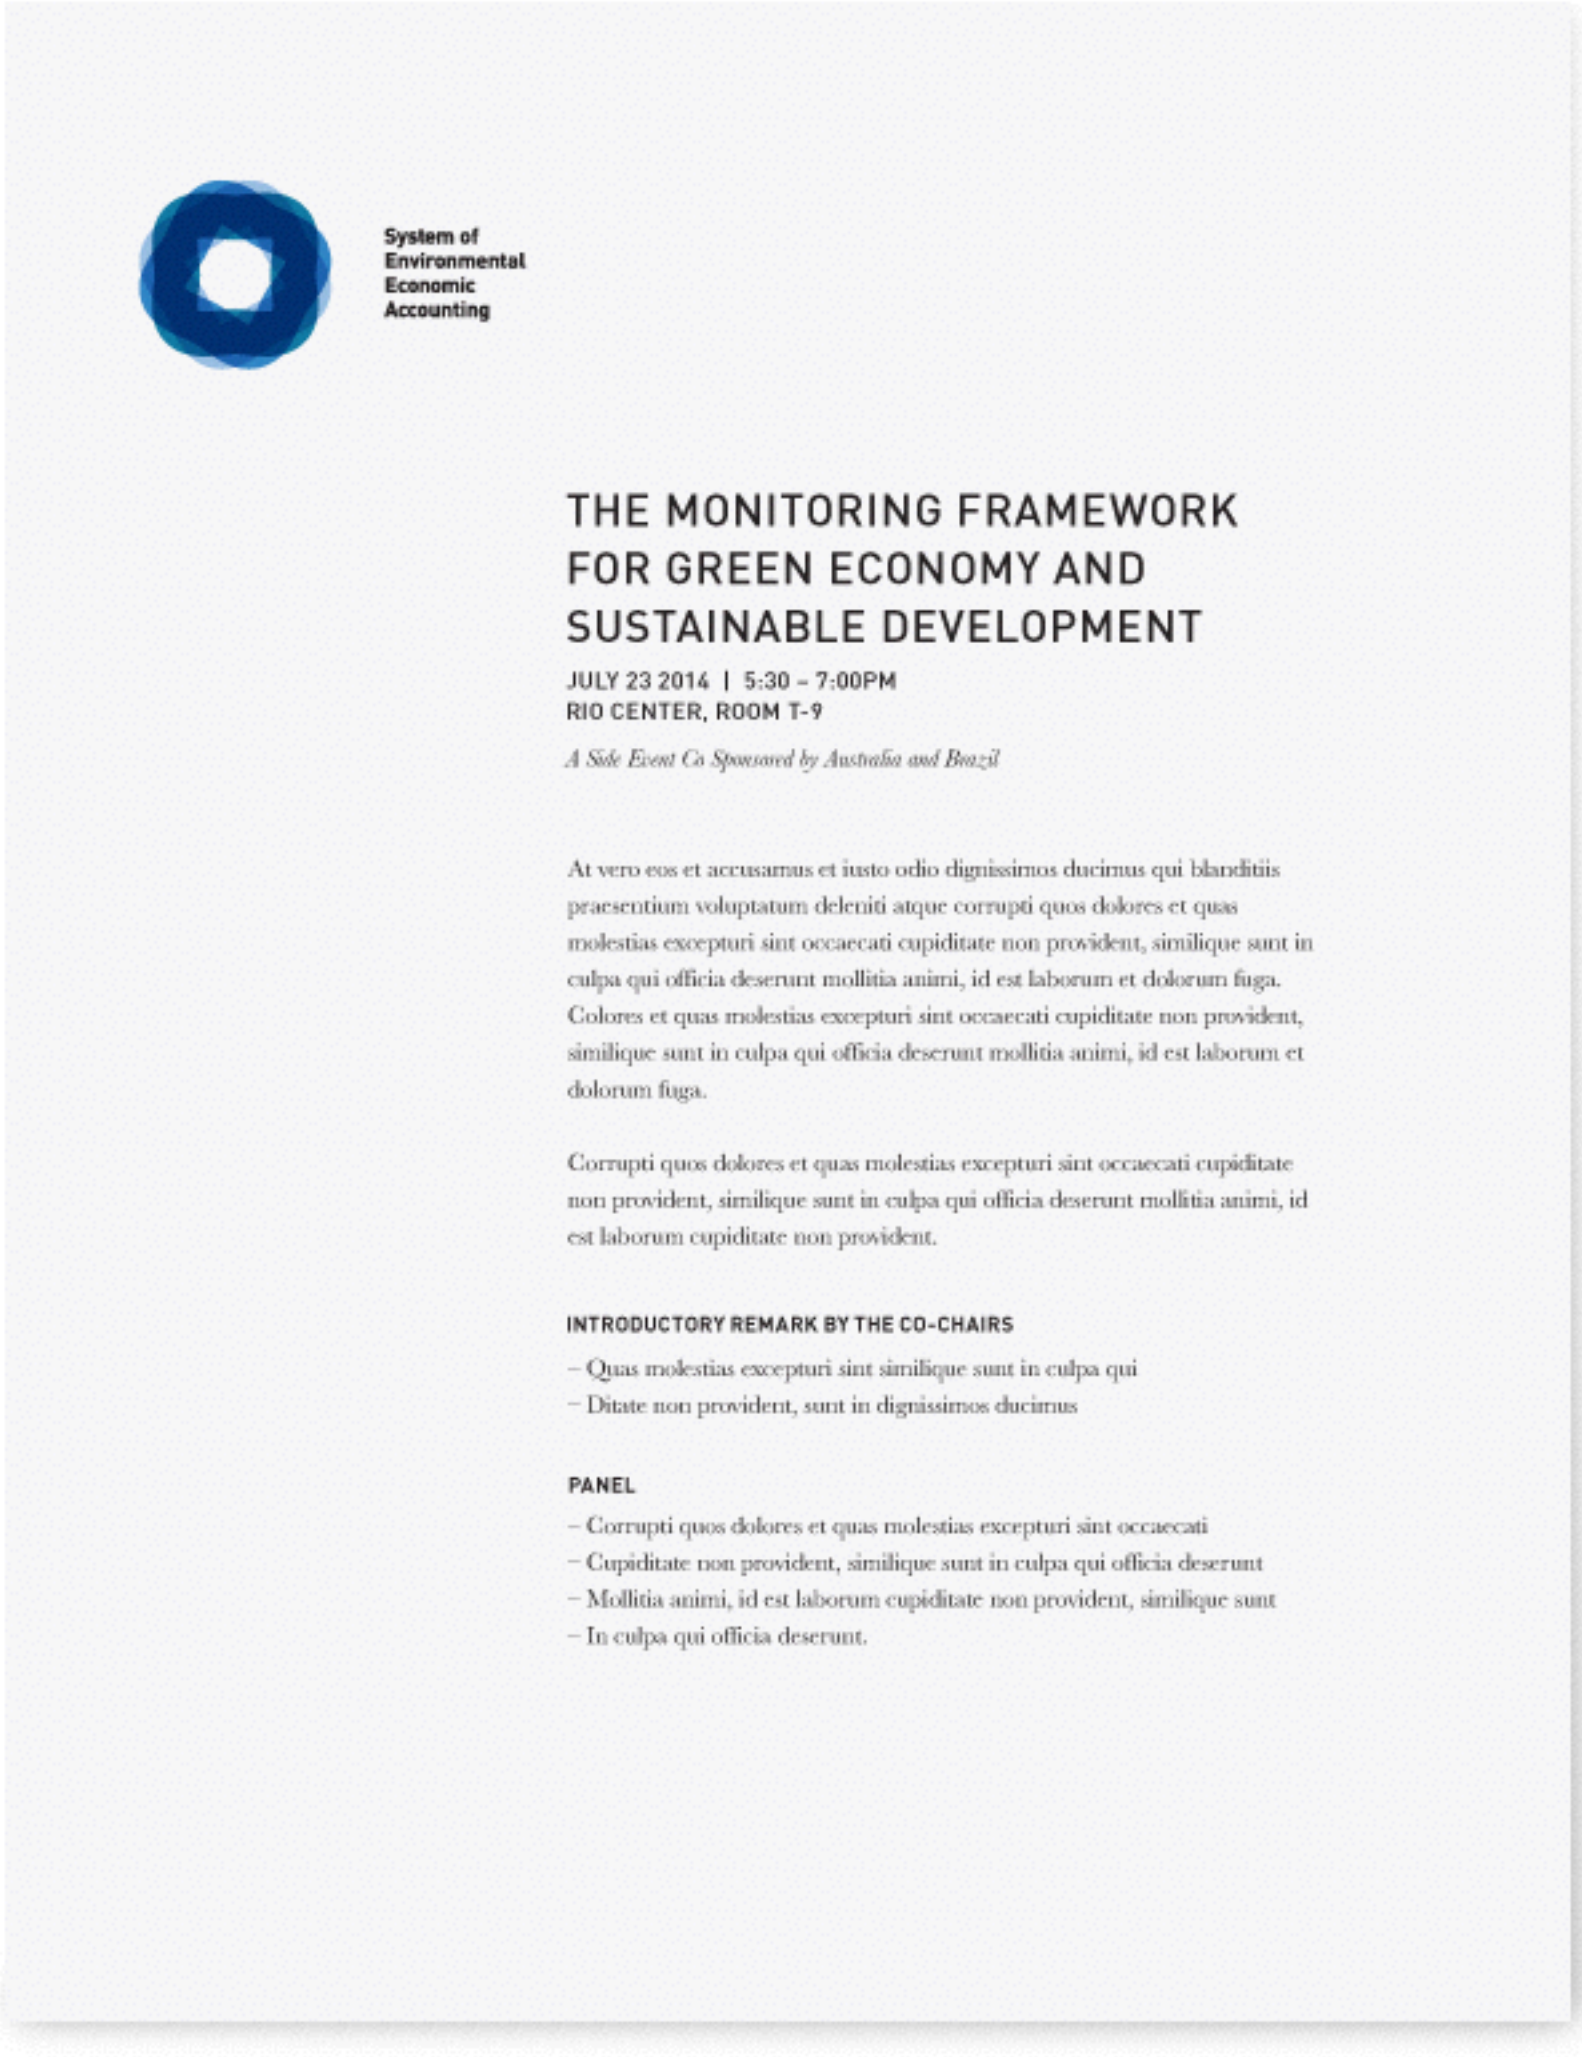 System of
Environmental
Economic
Accounting
THE MONITORING FRAMEWORK
FOR GREEN ECONOMY AND
SUSTAINABLE DEVELOPMENT
JULY 23 2014 | 5:30 – 7:00PM
RIO CENTER, ROOM T-9
A Side Event Co Sponsored by Australia and Brazil
At vero eos et accusamus et iusto odio dignissimos ducimus qui blanditiis
praesentium voluptatum deleniti atque corrupti quos dolores et quas
molestias excepturi sint occaecati cupiditate non provident, similique sunt in
culpa qui officia deserunt mollitia animi, id est laborum et dolorum fuga.
Colores et quas molestias excepturi sint occaecati cupiditate non provident,
similique sunt in culpa qui officia deserunt mollitia animi, id est laborum et
dolorum fuga.
Corrupti quos dolores et quas molestias excepturi sint occaecati cupiditate
non provident, similique sunt in culpa qui officia deserunt mollitia animi, id
est laborum cupiditate non provident.
INTRODUCTORY REMARK BY THE CO-CHAIRS
– Quas molestias excepturi sint similique sunt in culpa qui
– Ditate non provident, sunt in dignissimos ducimus
PANEL
– Corrupti quos dolores et quas molestias excepturi sint occaecati
– Cupiditate non provident, similique sunt in culpa qui officia deserunt
– Mollitia animi, id est laborum cupiditate non provident, similique sunt
– In culpa qui officia deserunt.